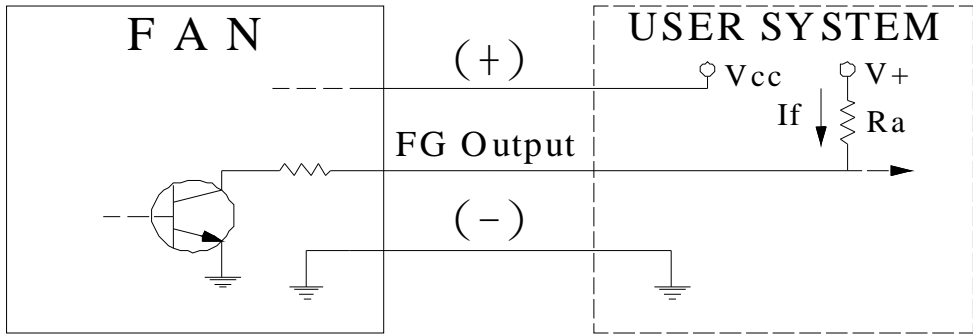 F A N
USER SYSTEM
(+)
Vcc
V+
If
Ra
FG Output
(-)